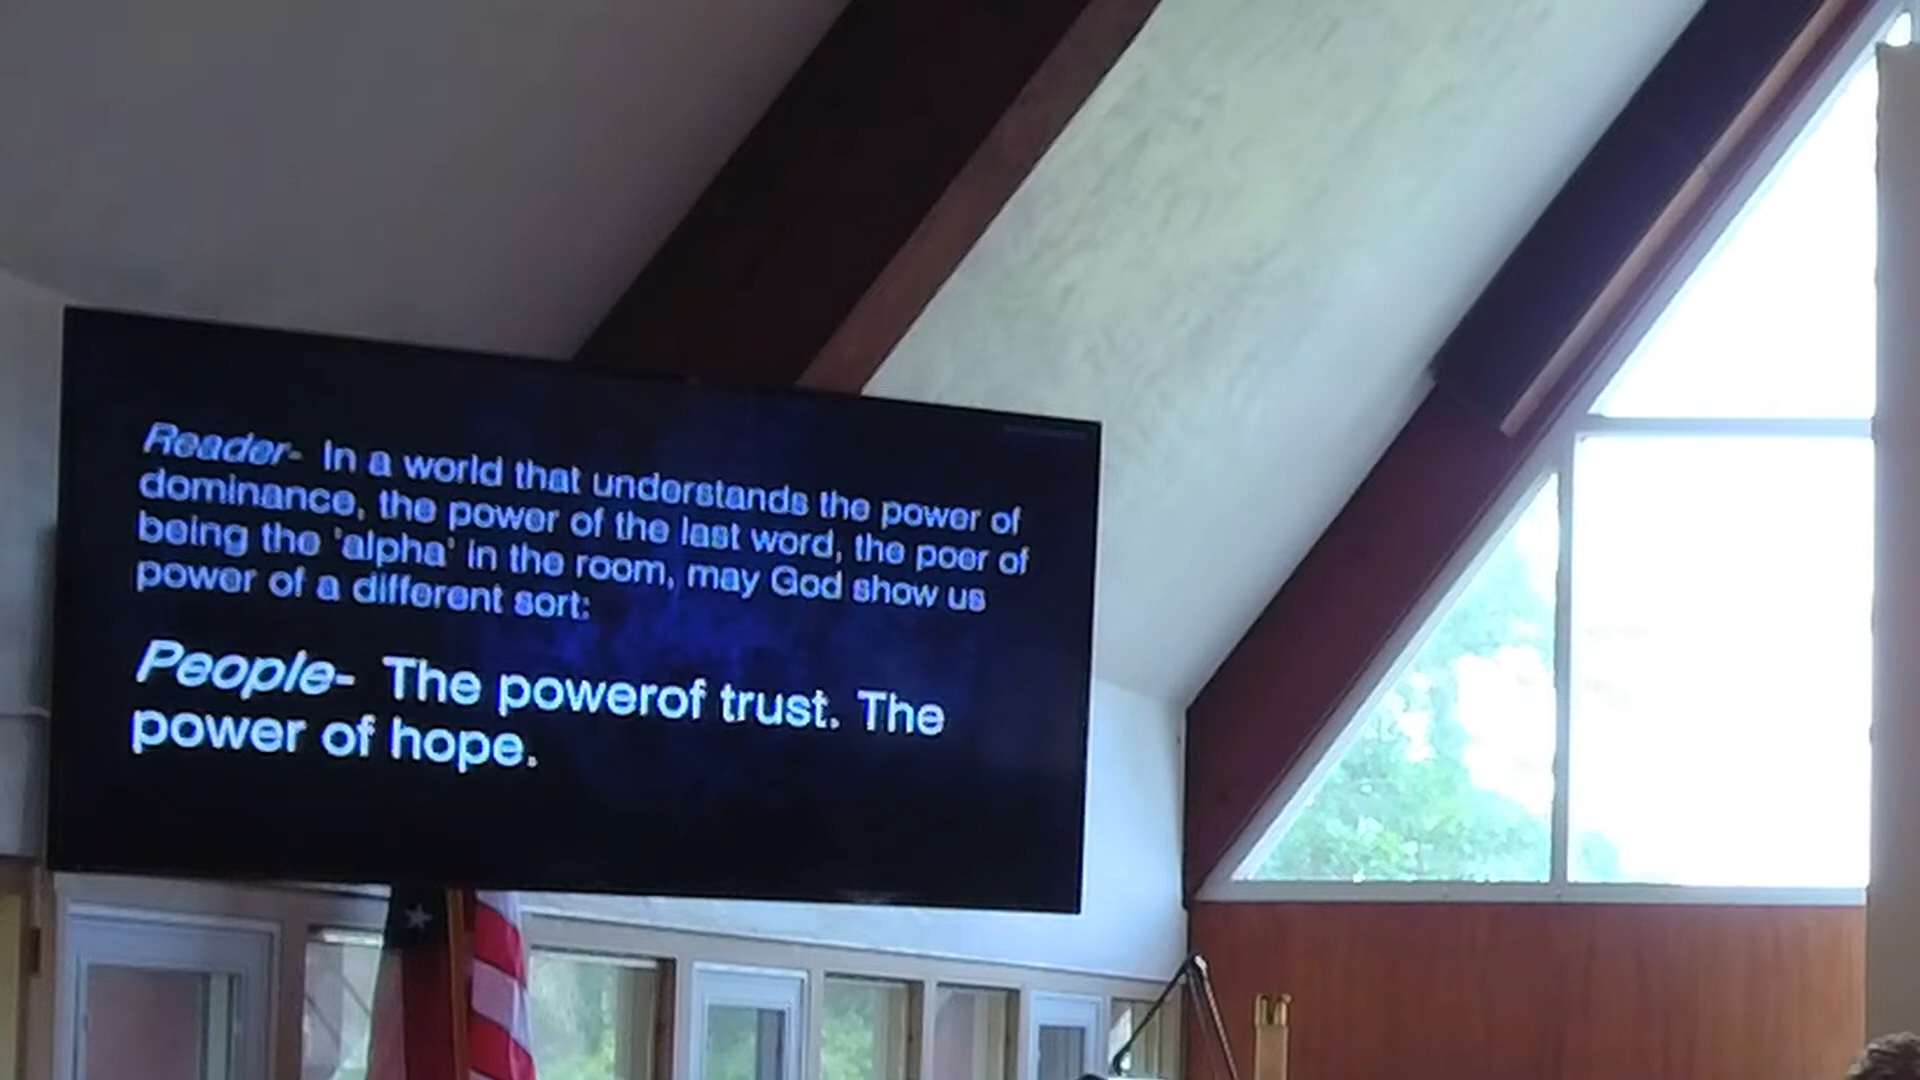 Reader- In a world that understands the power of
dominance, the power of the last word, the poer of
being the 'alpha' in the room, may God show us
power of a different sort:
People- The powerof trust. The
power of hope.